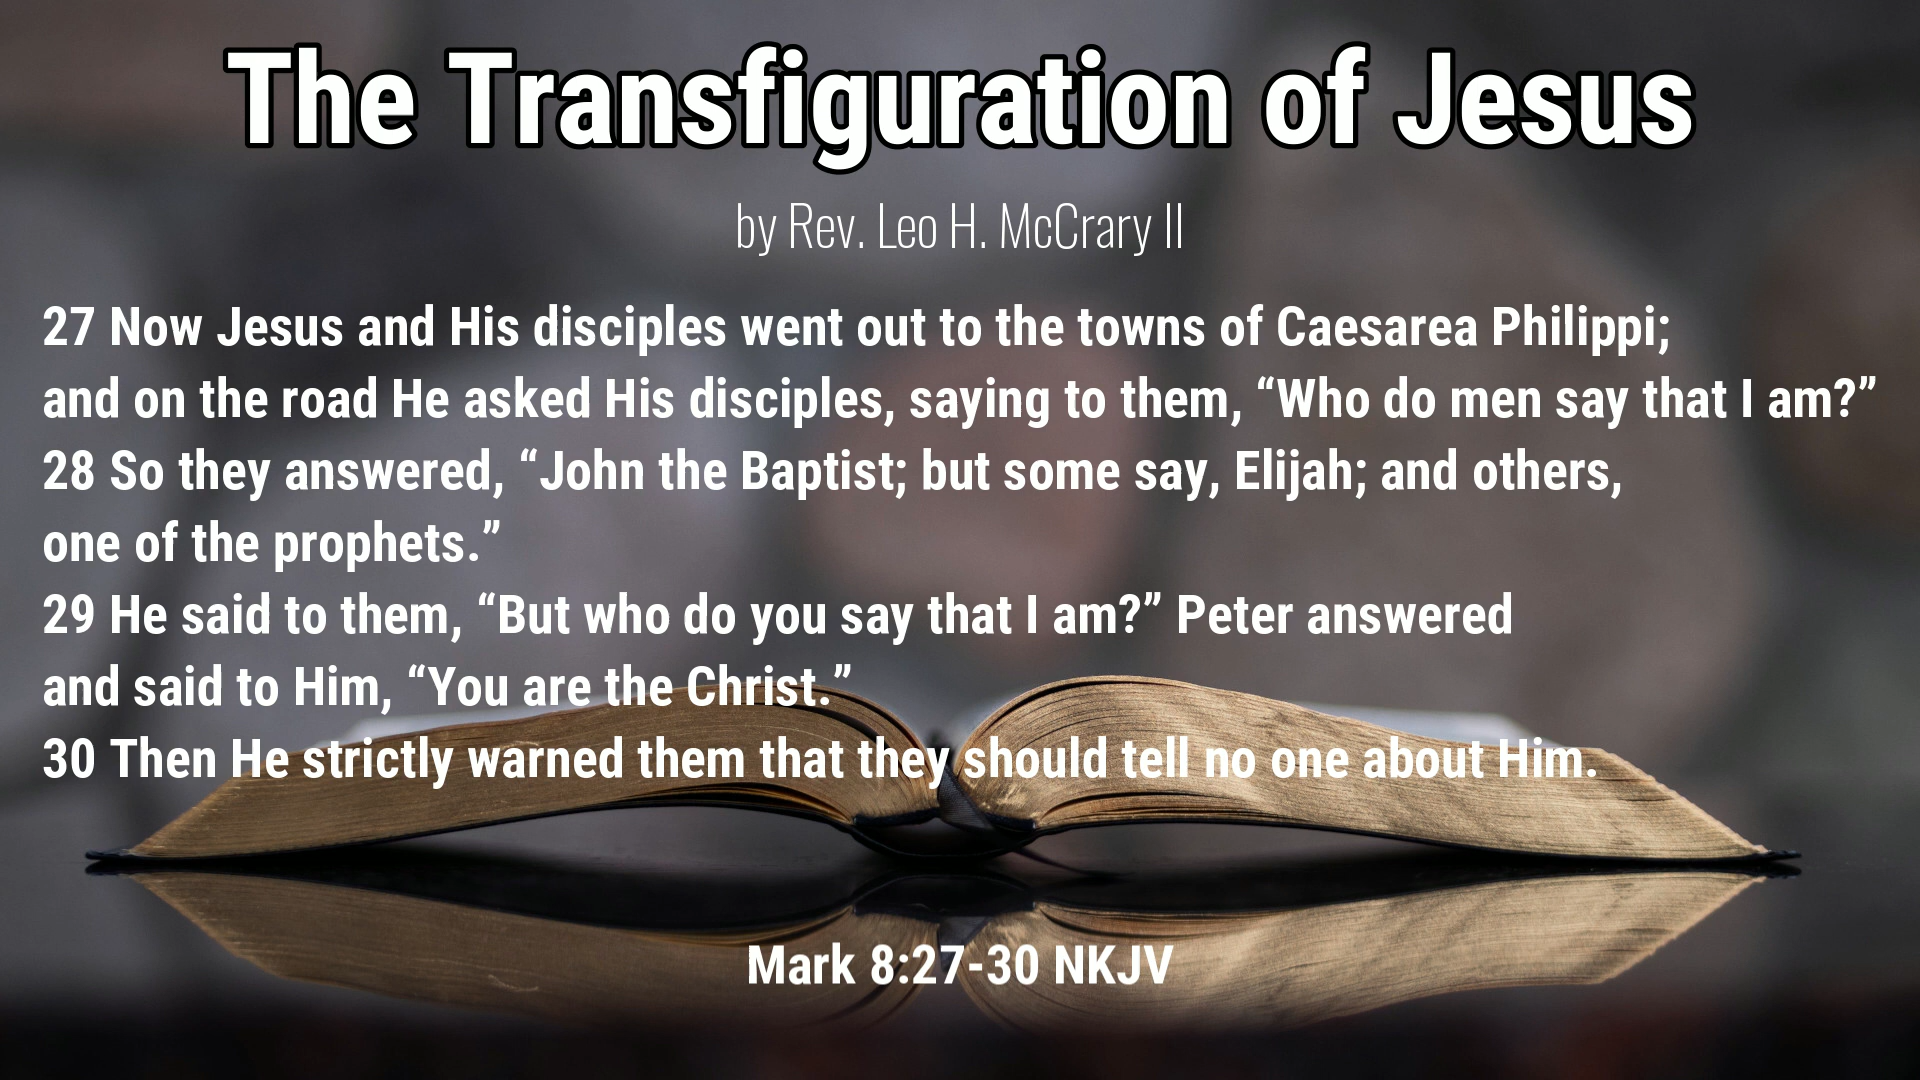 The Transfiguration of Jesus
by Rev. Leo H. McCrary II
27 Now Jesus and His disciples went out to the towns of Caesarea Philippi;
and on the road He asked His disciples, saying to them, “Who do men say that I am?”
28 So they answered, “John the Baptist; but some say, Elijah; and others,
one of the prophets.”
29 He said to them, “But who do you say that I am?” Peter answered
and said to Him, “You are the Christ.”
30 Then He strictly warned them that they should tell no one about Him.
Mark 8:27-30 NKJV